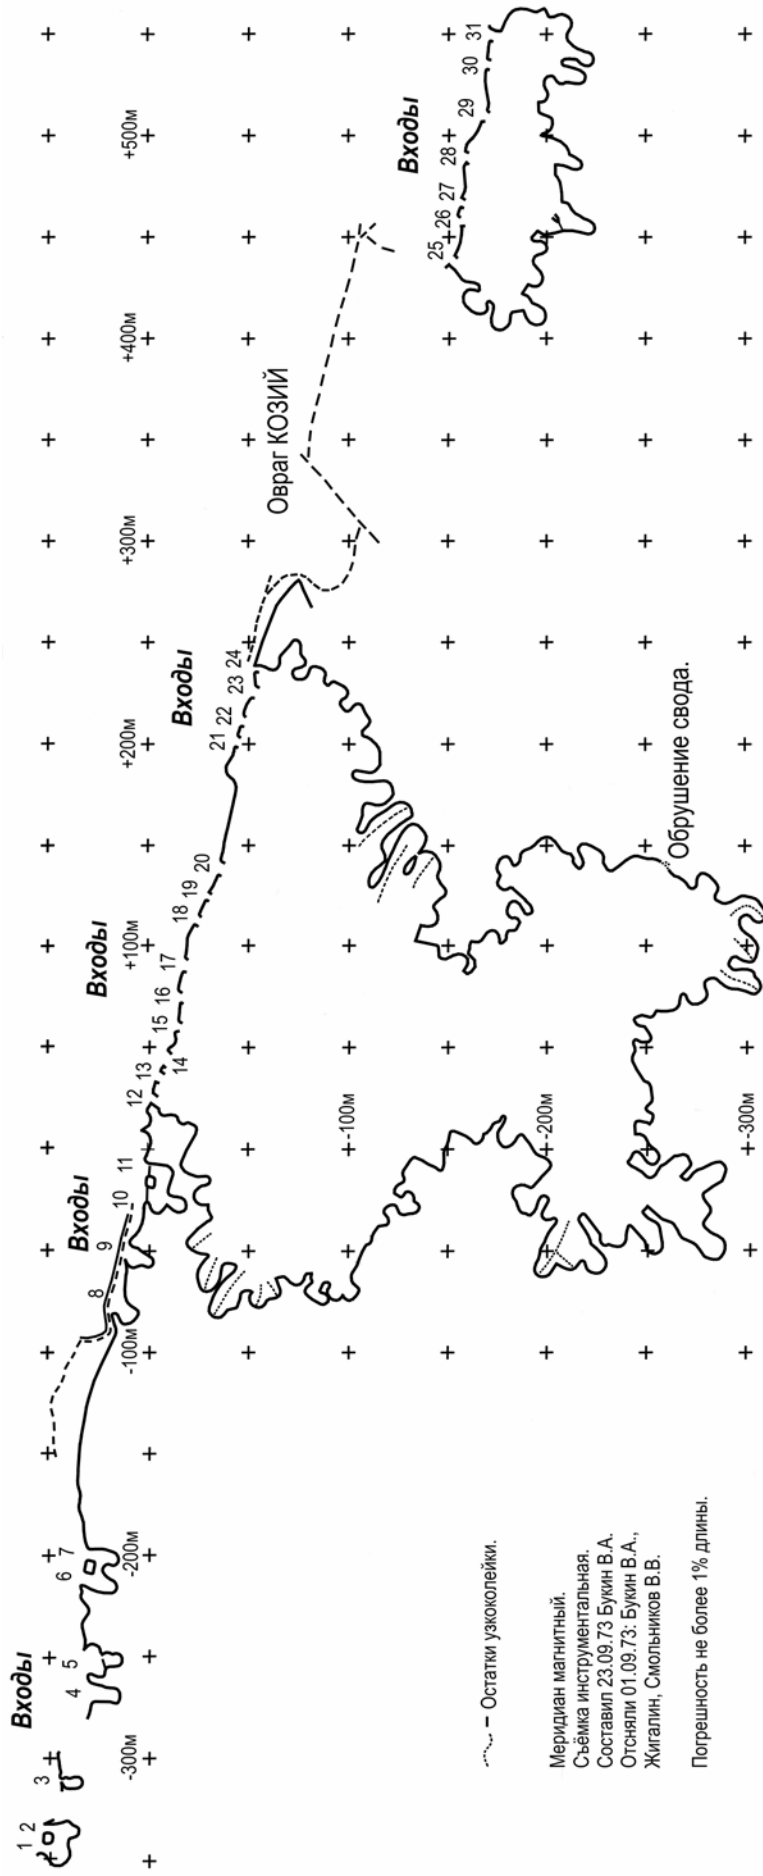 Входы
1 2
3
4
5
6
7
Входы
8
9
10
11
Входы
12
13
14
15
16
17
18
19
20
Входы
21
22
23
24
Овраг КОЗИЙ
Входы
25
26
27
28
29
30
31
-300м
-200м
-100м
+100м
+200м
+300м
+400м
+500м
-100м
-200м
-300м
Обрушение свода.
– Остатки узкоколейки.
Меридиан магнитный.
Съёмка инструментальная.
Составил 23.09.73 Букин В.А.
Отсняли 01.09.73: Букин В.А.,
Жигалин, Смольников В.В.
Погрешность не более 1% длины.